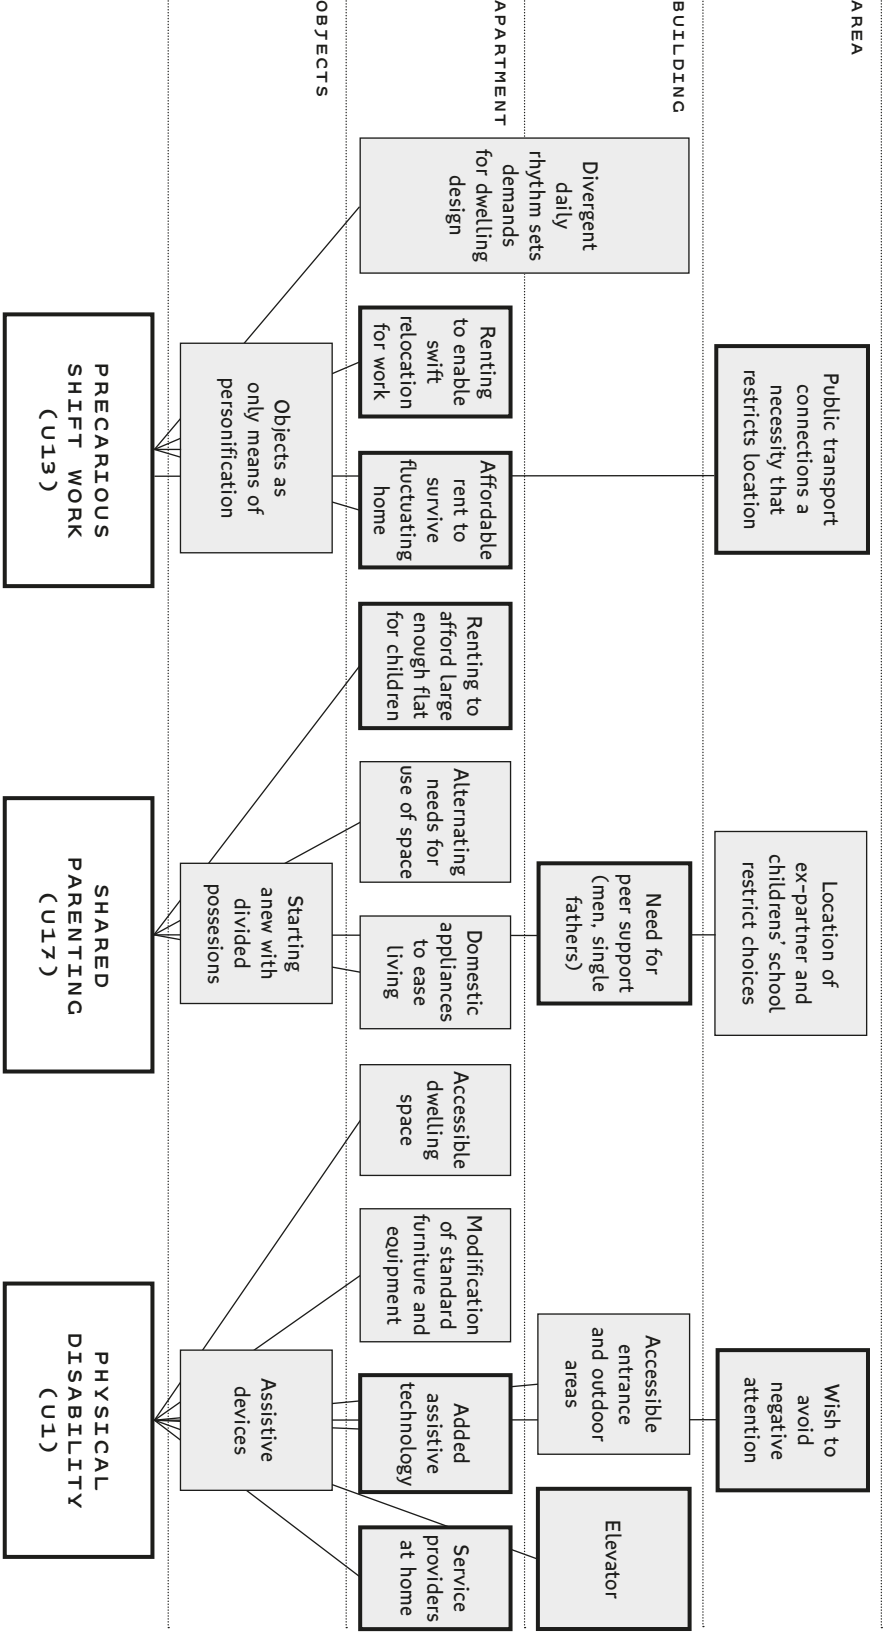 AREA
BUILDING
APARTMENT
OBJECTS
Public transport
connections a
necessity that
restricts location
Location of
ex-partner and
childrens’ school
restrict choices
Wish to
avoid
negative
attention
Divergent
daily
rhythm sets
demands
for dwelling
design
Need for
peer support
(men, single
fathers)
Accessible
entrance
and outdoor
areas
Elevator
Renting
to enable
swift
relocation
for work
Affordable
rent to
survive
fluctuating
home
Renting to
afford large
enough flat
for children
Alternating
needs for
use of space
Domestic
appliances
to ease
living
Accessible
dwelling
space
Modification
of standard
furniture and
equipment
Added
assistive
technology
Service
providers
at home
Objects as
only means of
personification
Starting
anew with
divided
possesions
Assistive
devices
PRECARIOUS
SHIFT WORK
(U13)
SHARED
PARENTING
(U17)
PHYSICAL
DISABILITY
(U1)